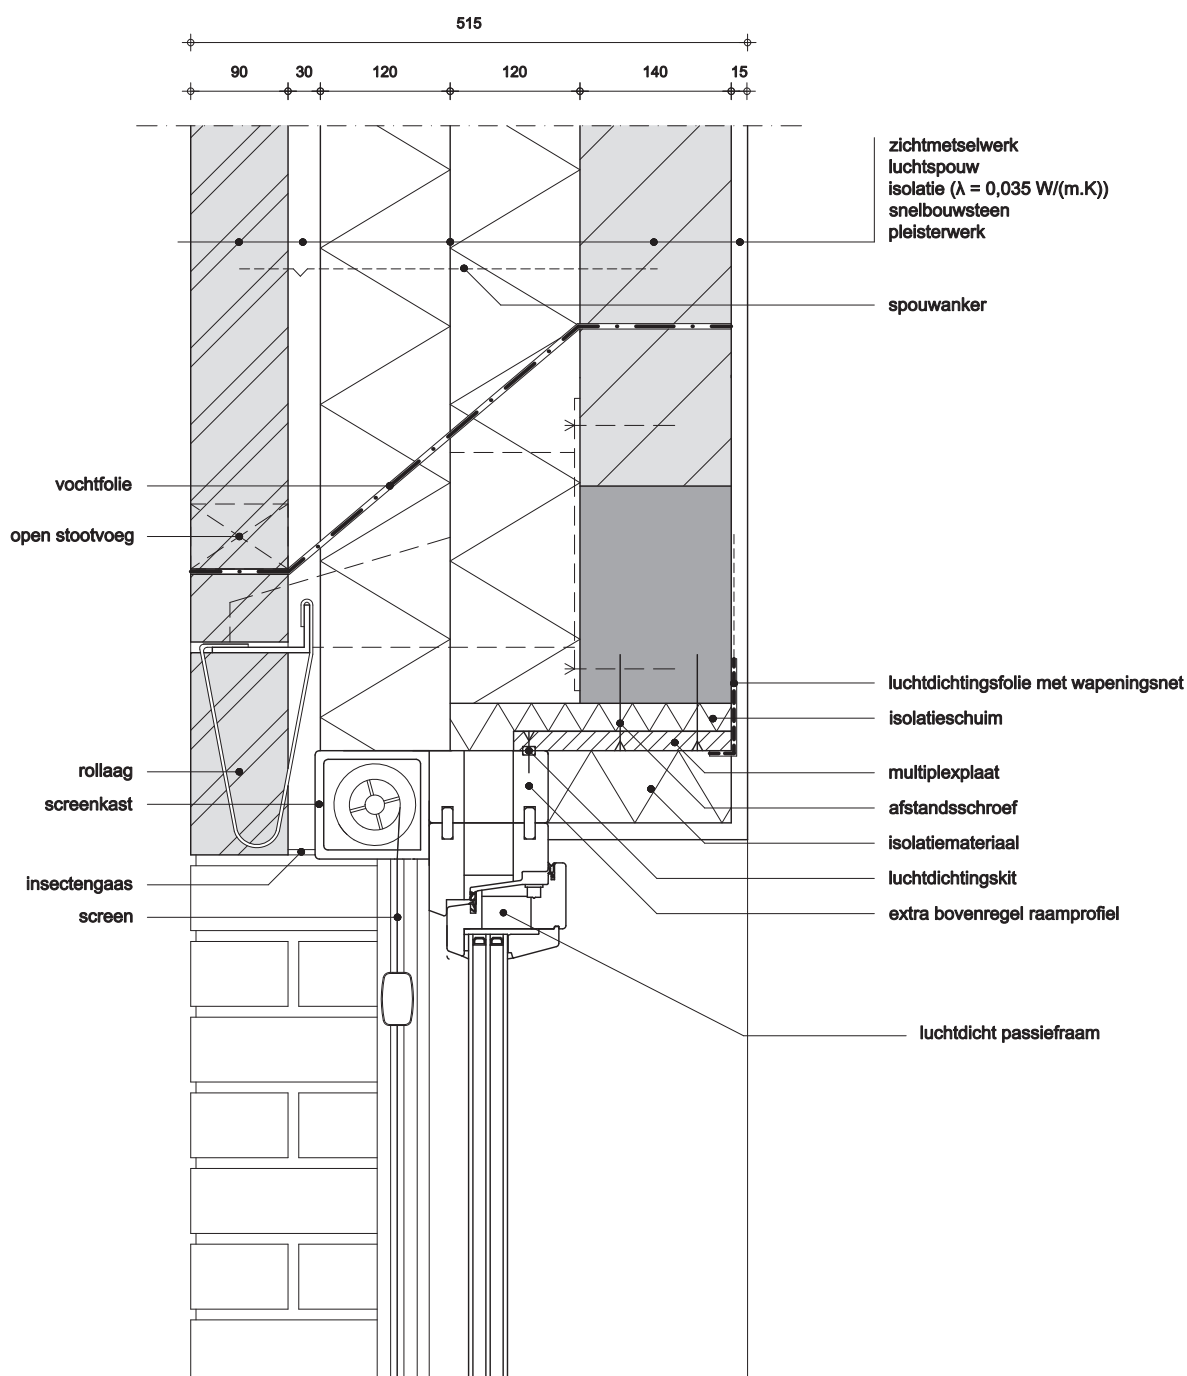 515
90 30 120 120 140 15
zichtmetselwerk
luchtspouw
isolatie (λ = 0,035 W/(m.K))
snelbouwsteen
pleisterwerk
spouwanker
vochtfolie
open stootvoeg
luchtdichtingsfolie met wapeningsnet
isolatieschuim
rollaag
multiplexplaat
screenkast
afstandsschroef
isolatiemateriaal
insectengaas
luchtdichtingskit
screen
extra bovenregel raamprofiel
luchtdicht passiefraam